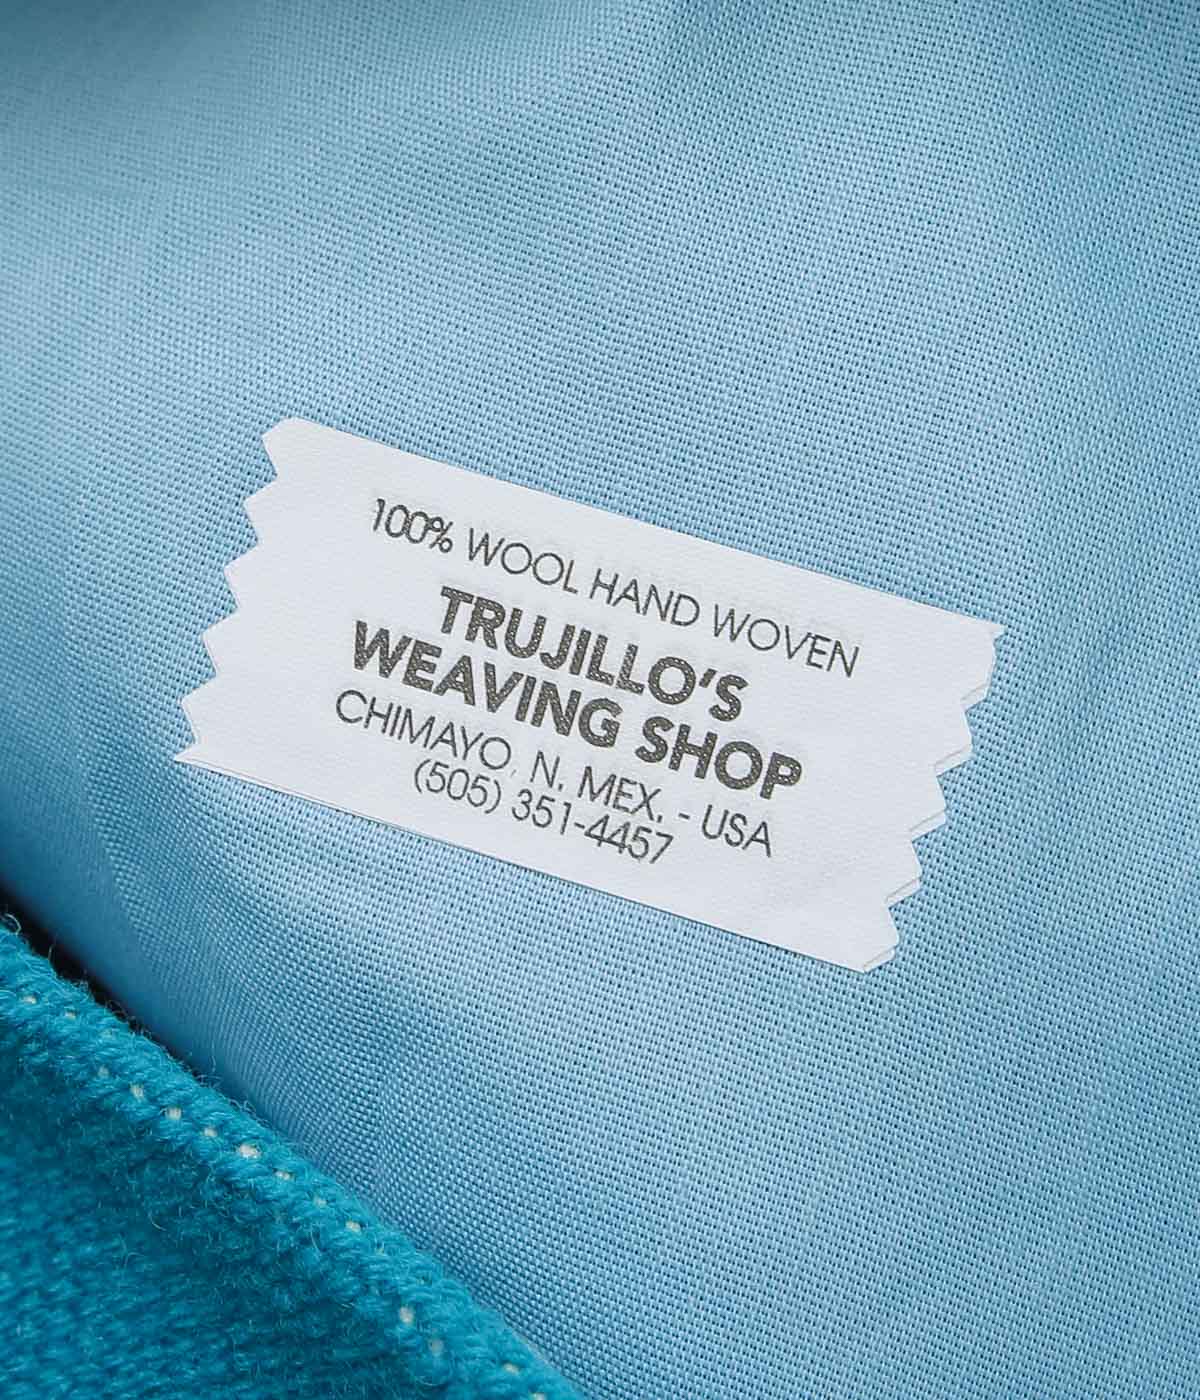 100% WOOL HAND WOVEN
TRUJILLO'S
WEAVING SHOP
CHIMAYO, N. MEX. - USA
(505) 351-4457